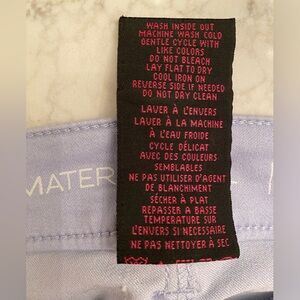 WASH INSIDE OUT
MACHINE WASH COLD
GENTLE CYCLE WITH
LIKE COLORS
DO NOT BLEACH
LAY FLAT TO DRY
COOL IRON ON
REVERSE SIDE IF NEEDED
DO NOT DRY CLEAN
LAVER À L'ENVERS
LAVER À LA MACHINE
À L'EAU FROIDE
CYCLE DÉLICAT
AVEC DES COULEURS
SEMBLABLES
NE PAS UTILISER D'AGENT
DE BLANCHIMENT
SÉCHER À PLAT
REPASSER A BASSE
TEMPERATURE SUR
L'ENVERS SI NECESSAIRE
NE PAS NETTOYER À SEC
MATER